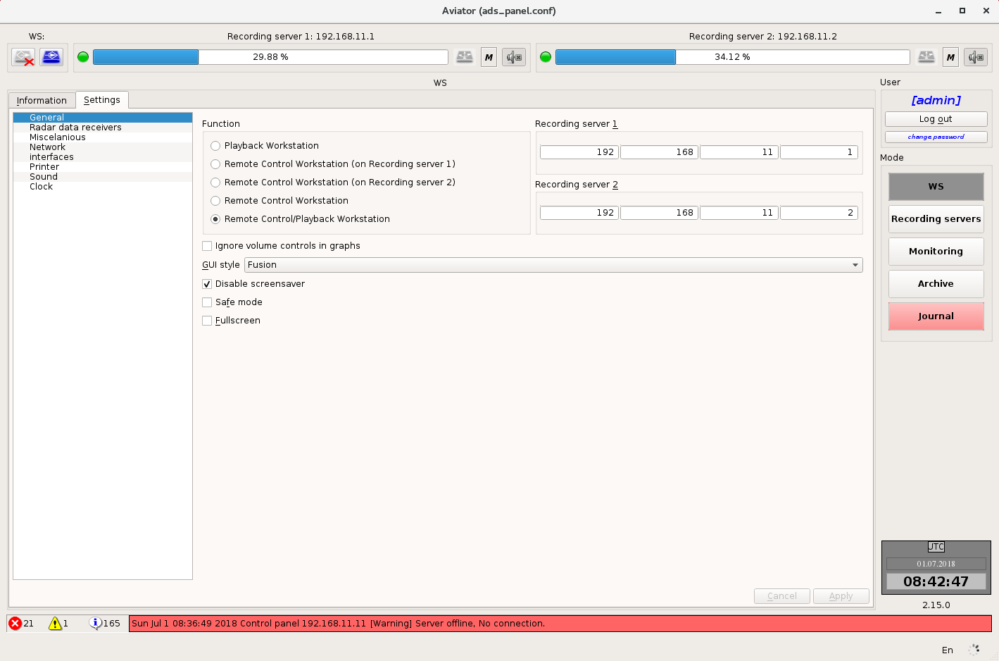 Aviator (ads_panel.conf)
WS:
Recording server 1: 192.168.11.1
Recording server 2: 192.168.11.2
29.88 %
M
34.12 %
M
WS
User
Information
Settings
[admin]
Log out
change password
General
Radar data receivers
Miscelanious
Network
interfaces
Printer
Sound
Clock
Function
Playback Workstation
Remote Control Workstation (on Recording server 1)
Remote Control Workstation (on Recording server 2)
Remote Control Workstation
Remote Control/Playback Workstation
Recording server 1
192 168 11 1
Recording server 2
192 168 11 2
Ignore volume controls in graphs
GUI style Fusion
Disable screensaver
Safe mode
Fullscreen
Mode
WS
Recording servers
Monitoring
Archive
Journal
UTC
01.07.2018
08:42:47
2.15.0
Cancel
Apply
21
1
165
Sun Jul 1 08:36:49 2018 Control panel 192.168.11.11 [Warning] Server offline, No connection.
En